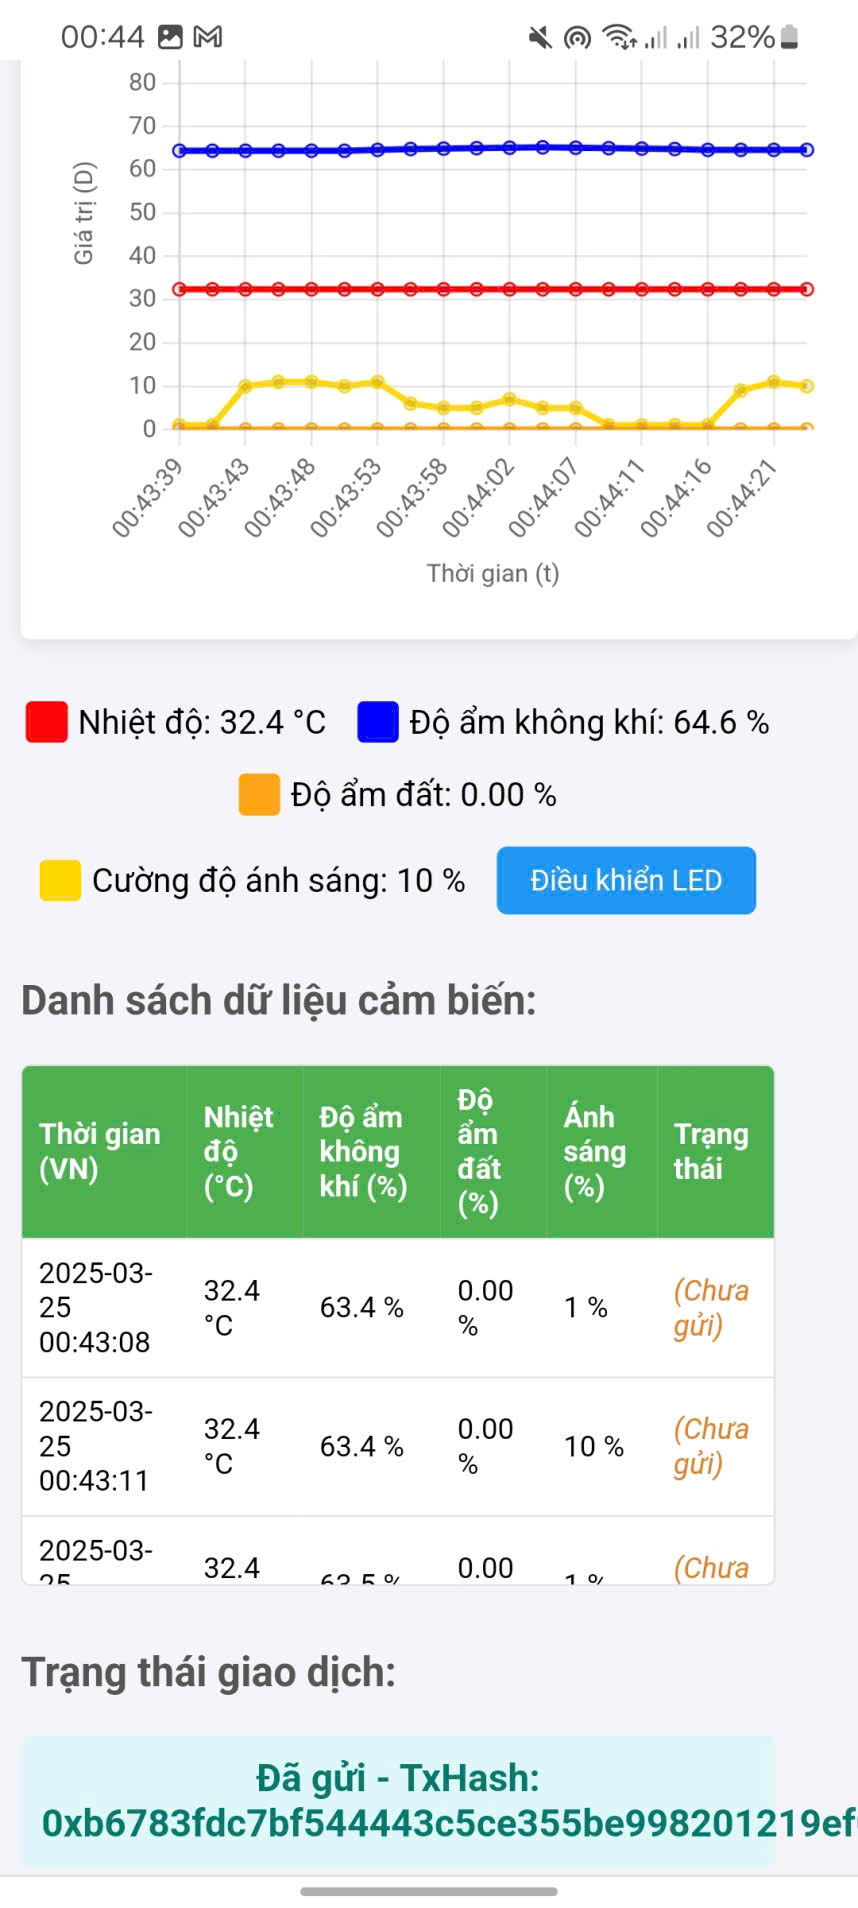 00:44 32%
80
70
60
50
40
30
20
10
0
Giá trị (D)
00:43:39 00:43:43 00:43:48 00:43:53 00:43:58 00:44:02 00:44:07 00:44:11 00:44:16 00:44:21
Thời gian (t)
Nhiệt độ: 32.4 °C Độ ẩm không khí: 64.6 %
Độ ẩm đất: 0.00 %
Cường độ ánh sáng: 10 % Điều khiển LED
Danh sách dữ liệu cảm biến:
Thời gian (VN) Nhiệt độ (°C) Độ ẩm không khí (%) Độ ẩm đất (%) Ánh sáng (%) Trạng thái
2025-03-25 00:43:08 32.4 °C 63.4 % 0.00 % 1 % (Chưa gửi)
2025-03-25 00:43:11 32.4 °C 63.4 % 0.00 % 10 % (Chưa gửi)
2025-03-25 32.4 63.5 % 0.00 1 % (Chưa
Trạng thái giao dịch:
Đã gửi - TxHash:
0xb6783fdc7bf544443c5ce355be998201219ef